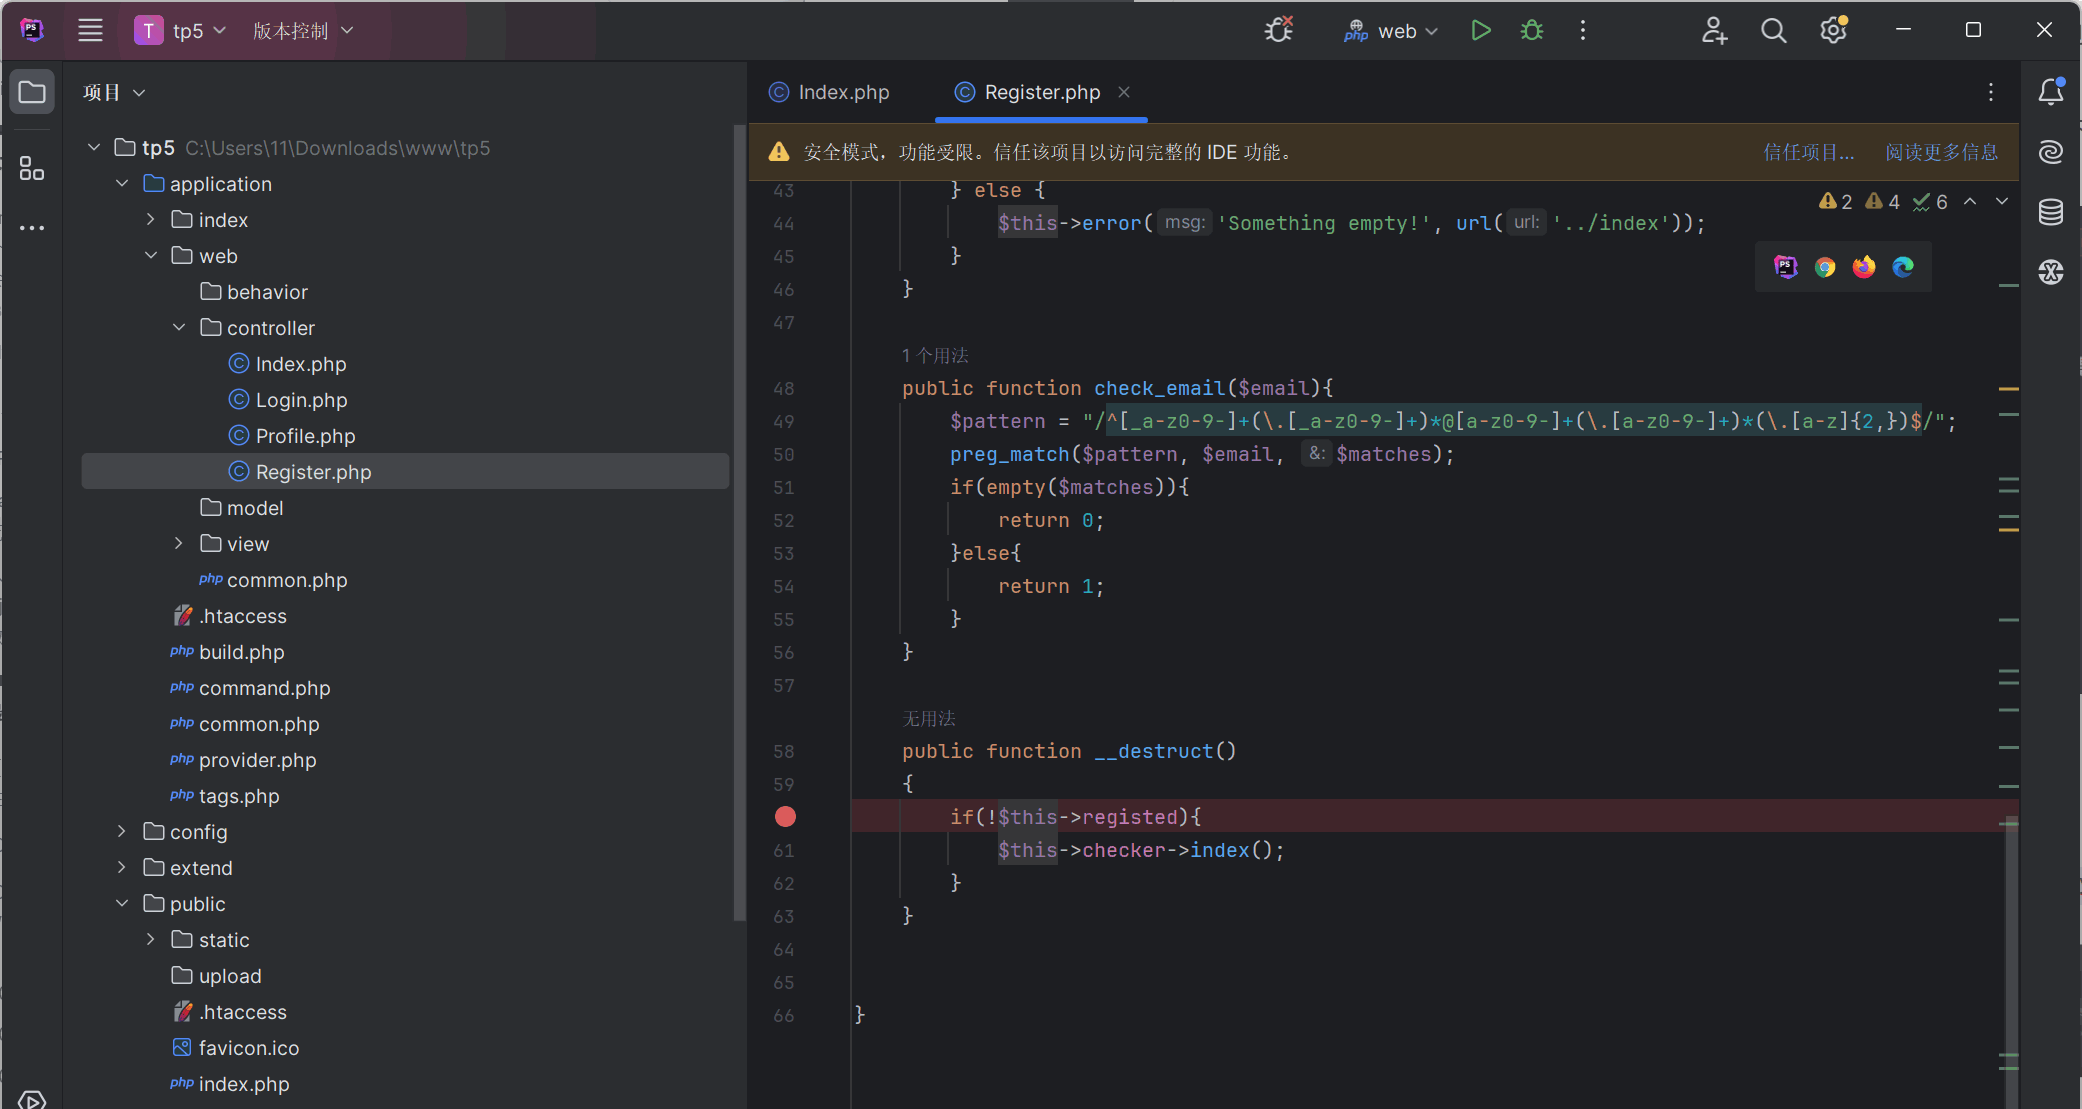 T tp5 版本控制 php web
项目
tp5 C:\Users\11\Downloads\www\tp5
application
index
web
behavior
controller
Index.php
Login.php
Profile.php
Register.php
model
view
php common.php
.htaccess
php build.php
php command.php
php common.php
php provider.php
php tags.php
config
extend
public
static
upload
.htaccess
favicon.ico
php index.php
Index.php Register.php
安全模式，功能受限。信任该项目以访问完整的 IDE 功能。 信任项目... 阅读更多信息
2 4 6
43 } else {
44 $this->error( msg: 'Something empty!', url( url: '../index'));
45 }
46 }
47
1 个用法
48 public function check_email($email){
49 $pattern = "/^[_a-z0-9-]+(\.[_a-z0-9-]+)*@[a-z0-9-]+(\.[a-z0-9-]+)*(\.[a-z]{2,})$/";
50 preg_match($pattern, $email, &: $matches);
51 if(empty($matches)){
52 return 0;
53 }else{
54 return 1;
55 }
56 }
57
无用法
58 public function __destruct()
59 {
if(!$this->registed){
61 $this->checker->index();
62 }
63 }
64
65
66 }